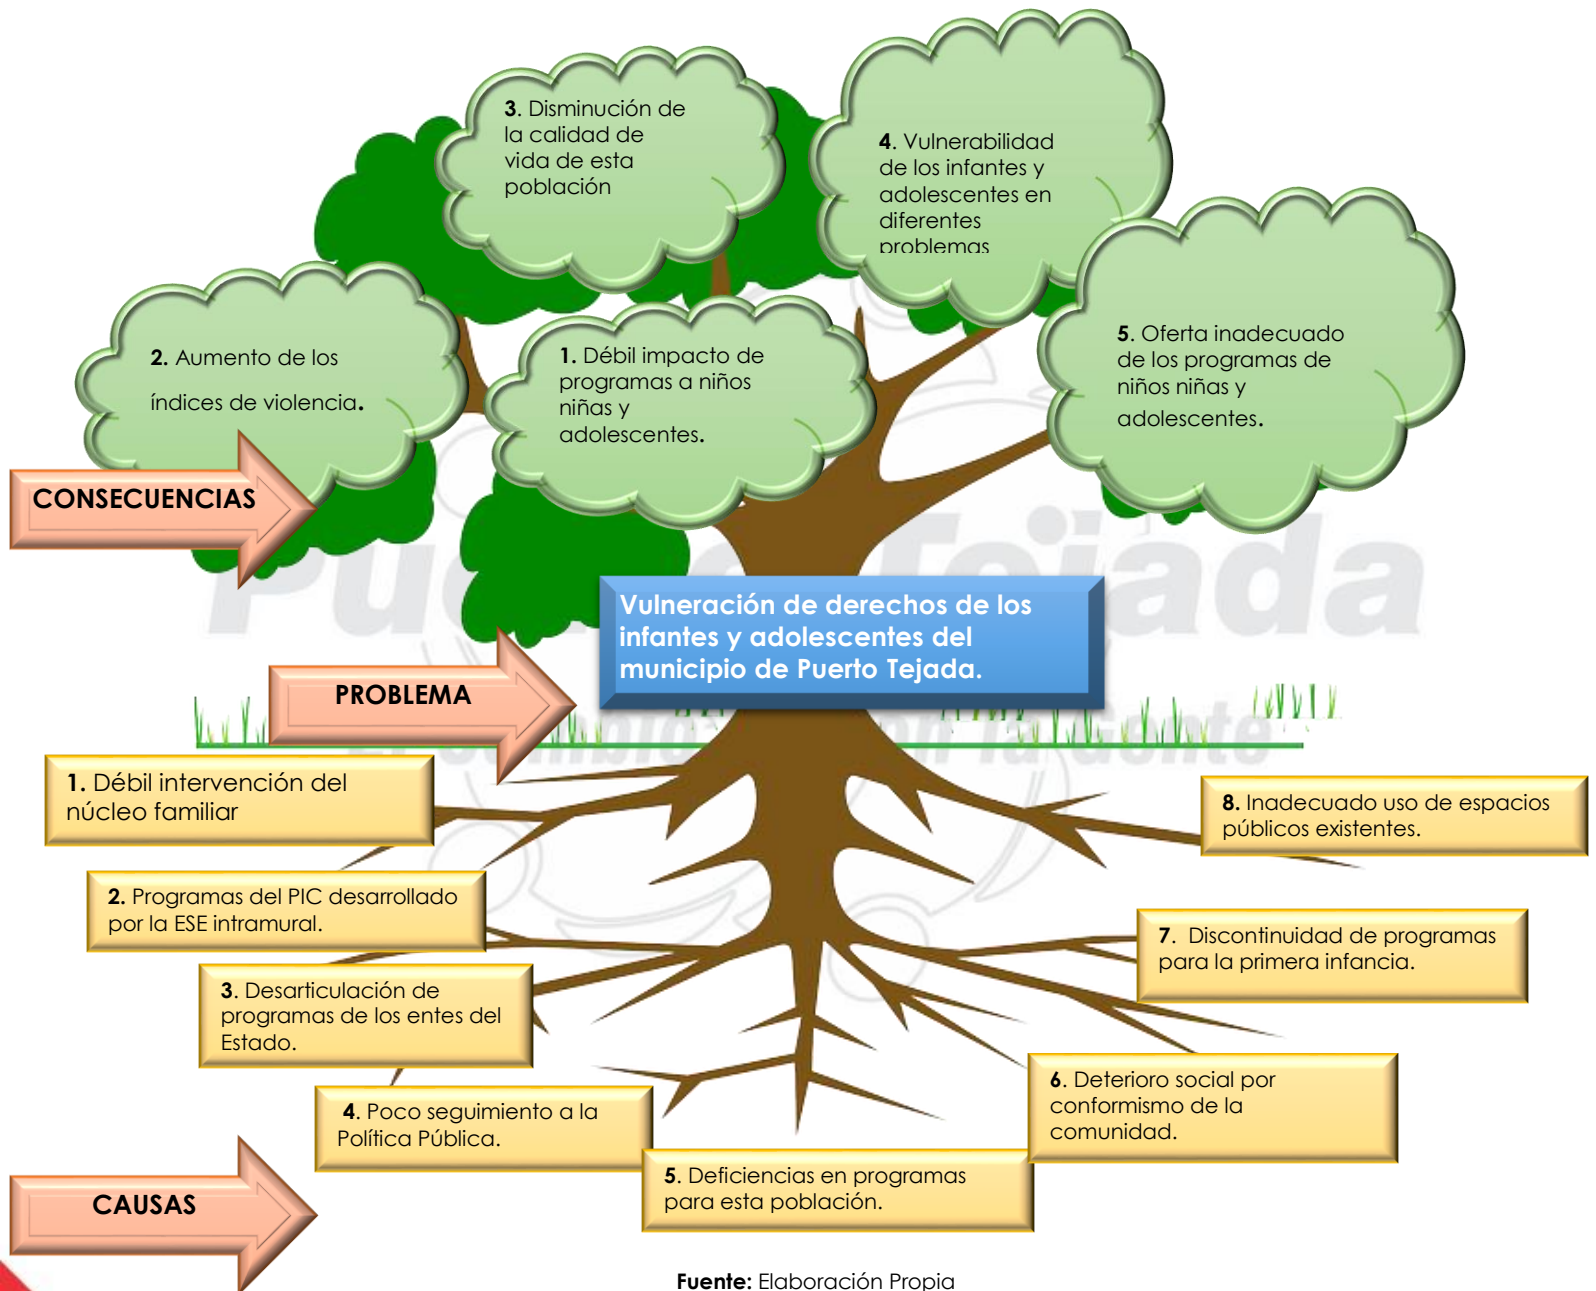 3. Disminución de
la calidad de
vida de esta
población
4. Vulnerabilidad
de los infantes y
adolescentes en
diferentes
problemas
2. Aumento de los
índices de violencia.
1. Débil impacto de
programas a niños
niñas y
adolescentes.
5. Oferta inadecuado
de los programas de
niños niñas y
adolescentes.
CONSECUENCIAS
Vulneración de derechos de los
infantes y adolescentes del
municipio de Puerto Tejada.
PROBLEMA
1. Débil intervención del
núcleo familiar
2. Programas del PIC desarrollado
por la ESE intramural.
3. Desarticulación de
programas de los entes del
Estado.
4. Poco seguimiento a la
Política Pública.
5. Deficiencias en programas
para esta población.
6. Deterioro social por
conformismo de la
comunidad.
7. Discontinuidad de programas
para la primera infancia.
8. Inadecuado uso de espacios
públicos existentes.
CAUSAS
Fuente: Elaboración Propia
Tejada
la Gente